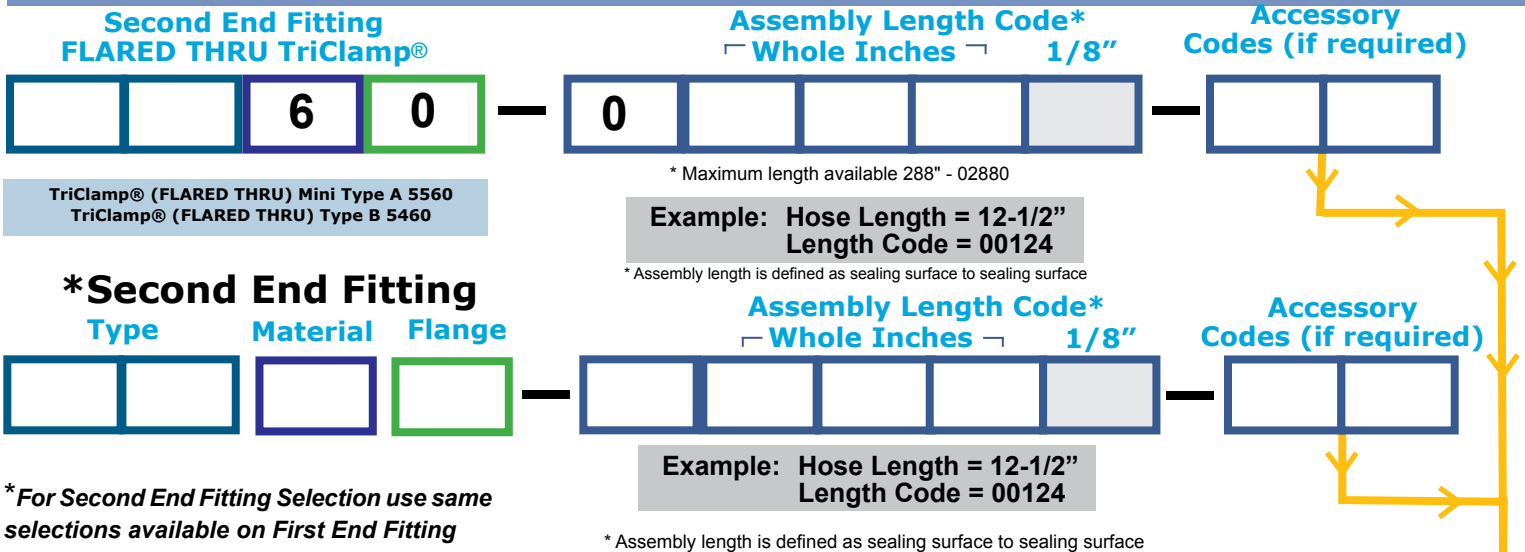 Second End Fitting
FLARED THRU TriClamp®
Assembly Length Code*
Whole Inches 1/8”
Accessory
Codes (if required)
6 0 — 0 —
TriClamp® (FLARED THRU) Mini Type A 5560
TriClamp® (FLARED THRU) Type B 5460
* Maximum length available 288" - 02880
Example: Hose Length = 12-1/2”
Length Code = 00124
* Assembly length is defined as sealing surface to sealing surface
*Second End Fitting
Type Material Flange
Assembly Length Code*
Whole Inches 1/8”
Accessory
Codes (if required)
— —
Example: Hose Length = 12-1/2”
Length Code = 00124
*For Second End Fitting Selection use same
selections available on First End Fitting
* Assembly length is defined as sealing surface to sealing surface